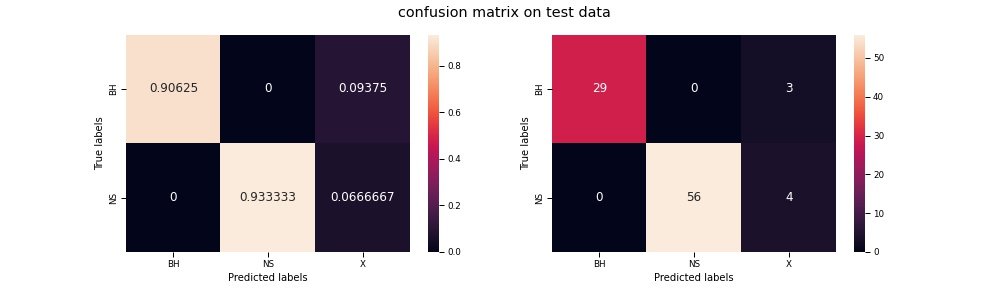 confusion matrix on test data
BH
NS
True labels
0.90625 0 0.09375
0 0.933333 0.0666667
BH NS X
Predicted labels
0.8
0.6
0.4
0.2
0.0
BH
NS
True labels
29 0 3
0 56 4
BH NS X
Predicted labels
50
40
30
20
10
0